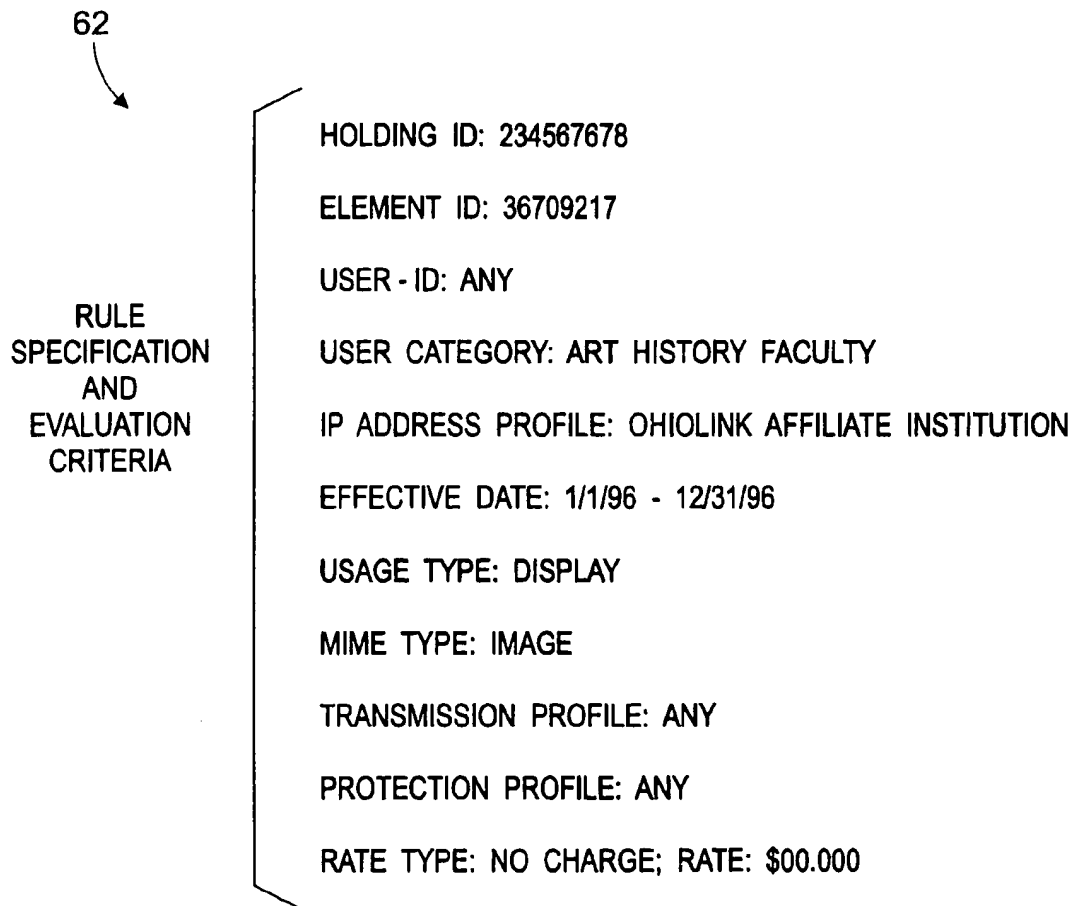 62
RULE
SPECIFICATION
AND
EVALUATION
CRITERIA
HOLDING ID: 234567678
ELEMENT ID: 36709217
USER - ID: ANY
USER CATEGORY: ART HISTORY FACULTY
IP ADDRESS PROFILE: OHIOLINK AFFILIATE INSTITUTION
EFFECTIVE DATE: 1/1/96 - 12/31/96
USAGE TYPE: DISPLAY
MIME TYPE: IMAGE
TRANSMISSION PROFILE: ANY
PROTECTION PROFILE: ANY
RATE TYPE: NO CHARGE; RATE: $00.000